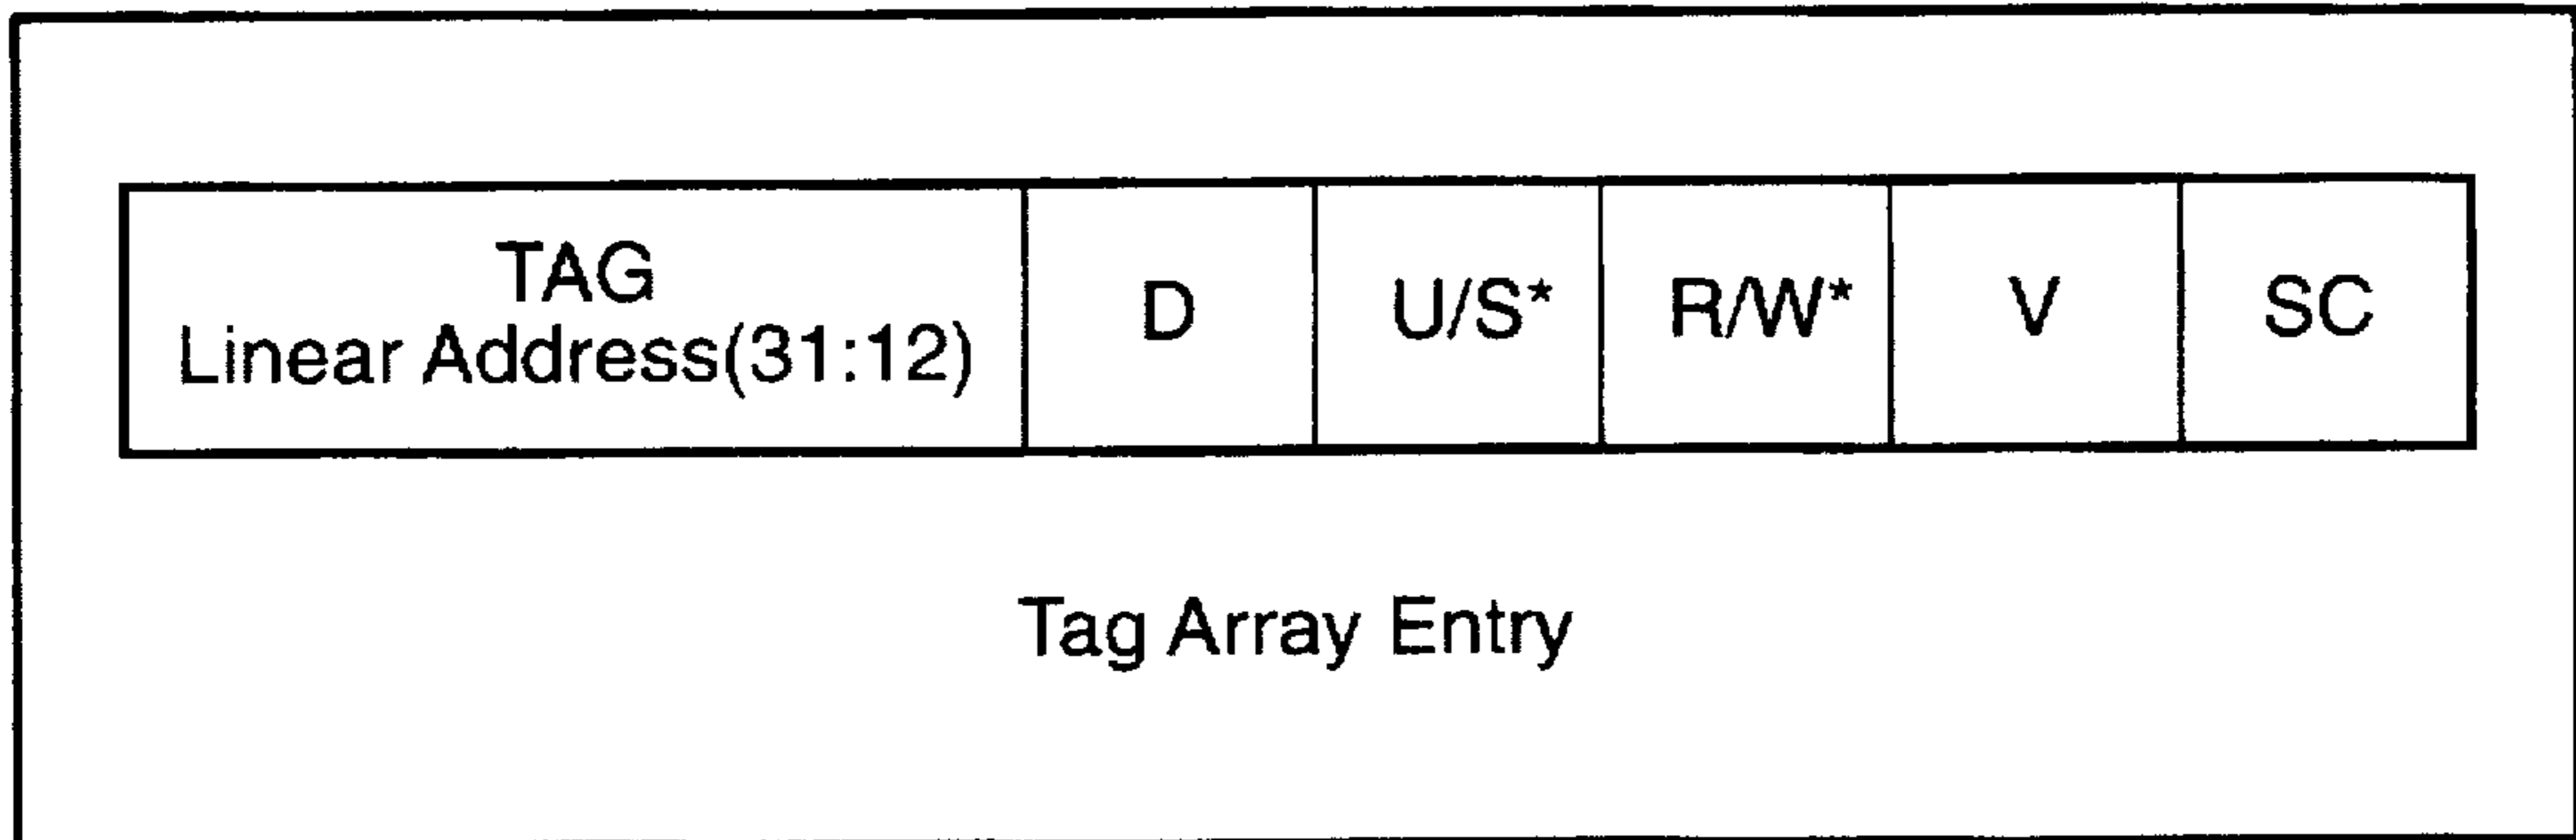 TAG
Linear Address(31:12)
D
U/S*
R/W*
V
SC
Tag Array Entry